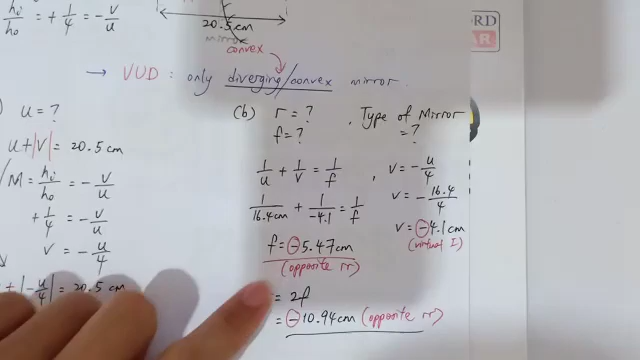 hi/ho = + 1/4 = - v/u
20.5 cm
mirror
convex
→ VUD : only diverging/convex mirror.
u = ?
u + |v| = 20.5 cm
M = hi/ho = - v/u
+ 1/4 = - v/u
v = - u/4
+ |- u/4| = 20.5 cm
(b) r = ? , Type of Mirror
f = ? = ?
1/u + 1/v = 1/f , v = - u/4
1/16.4cm + 1/-4.1 = 1/f v = - 16.4/4
v = -4.1 cm
f = -5.47cm (virtual I)
(opposite rr)
= 2f
= -10.94cm (opposite rr)